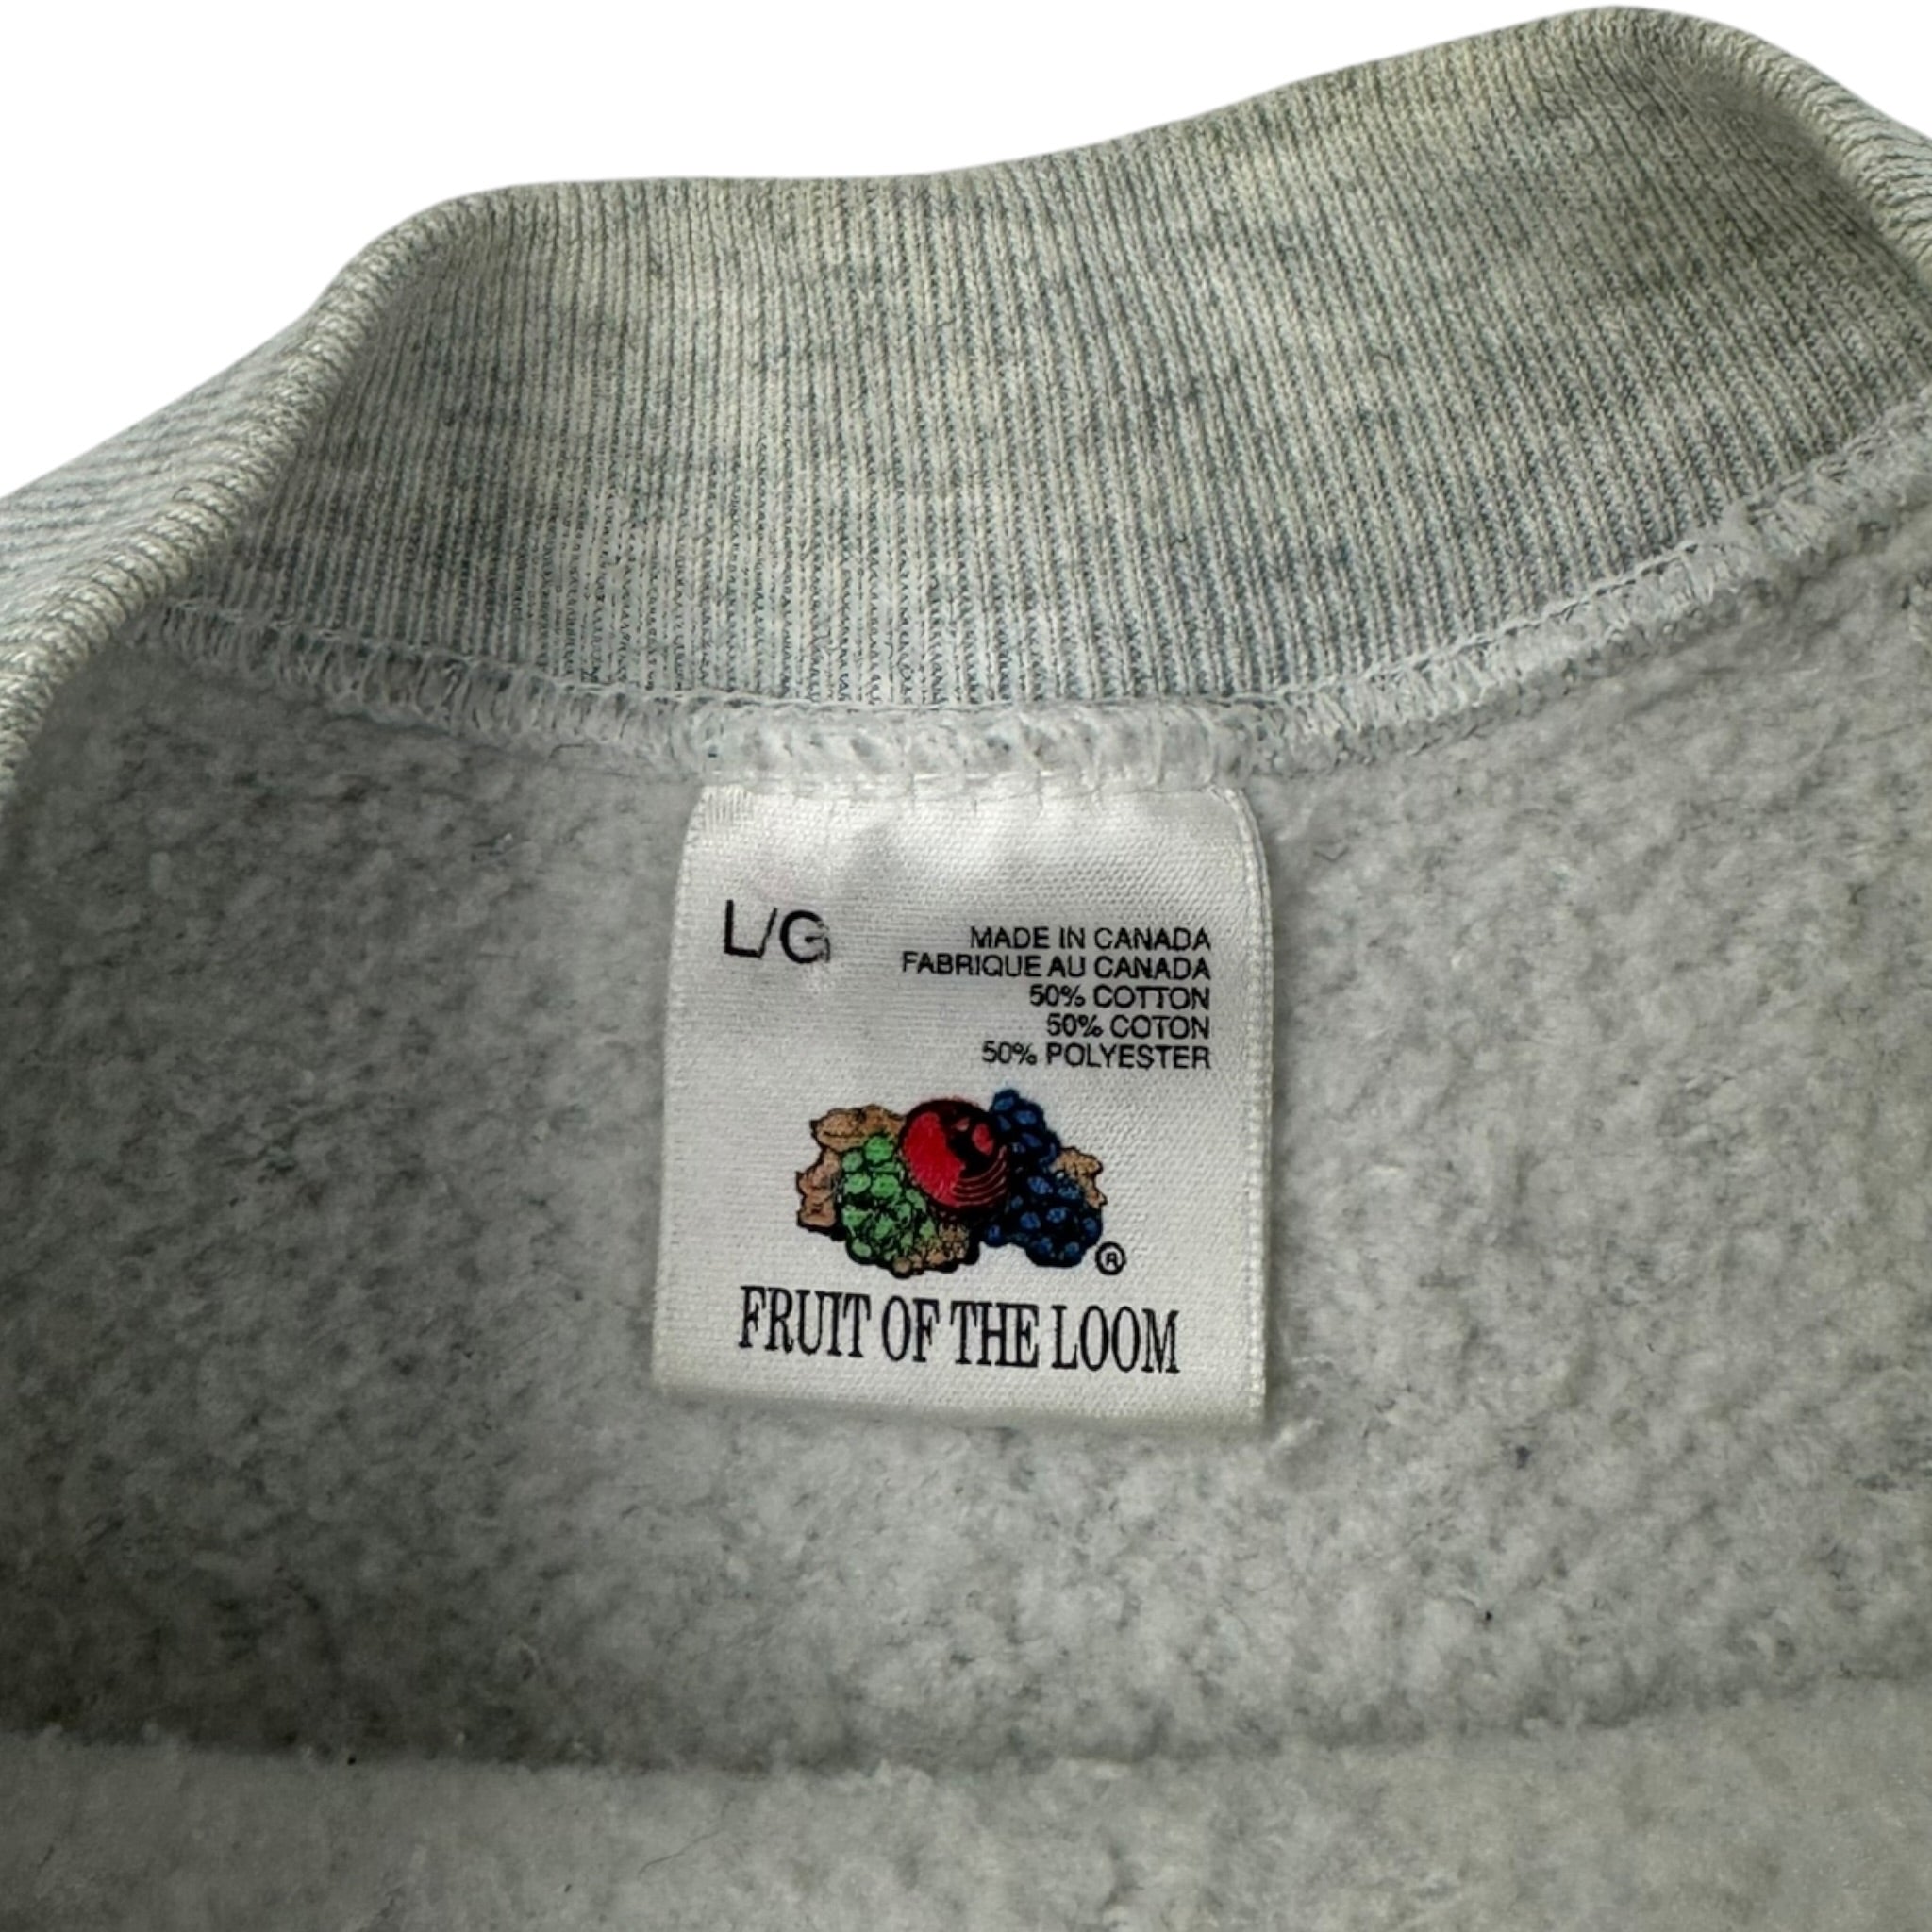 L/G
MADE IN CANADA
FABRIQUE AU CANADA
50% COTTON
50% COTON
50% POLYESTER
®
FRUIT OF THE LOOM